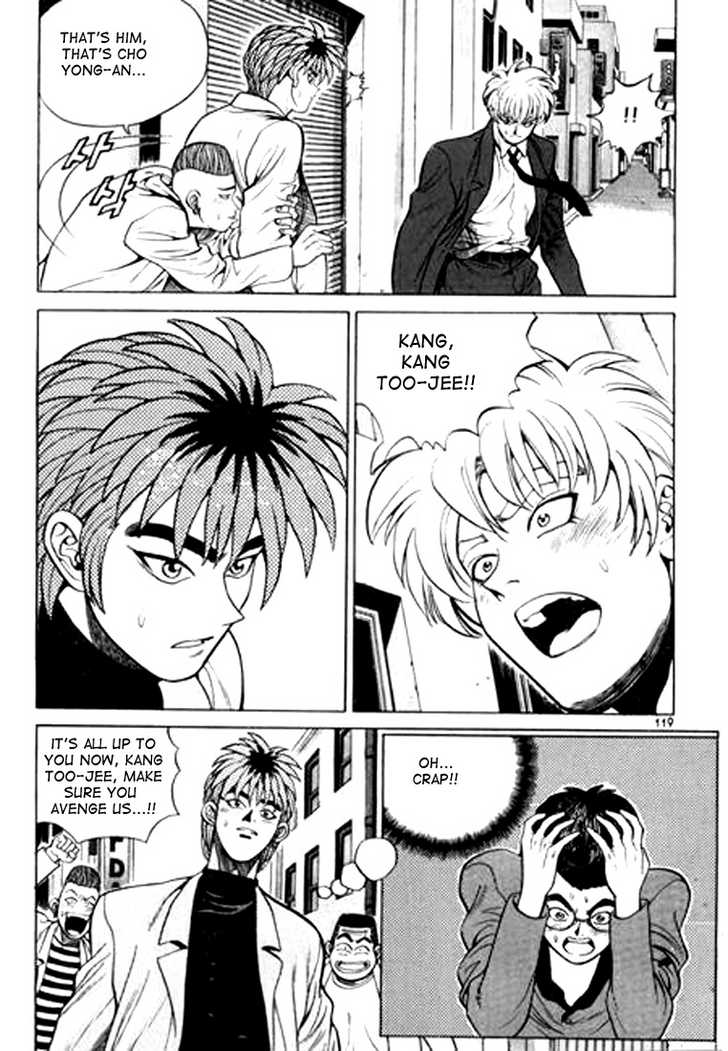 THAT'S HIM,
THAT'S CHO
YONG-AN...
!!
KANG,
KANG
TOO-JEE!!
119
IT'S ALL UP TO
YOU NOW, KANG
TOO-JEE, MAKE
SURE YOU
AVENGE US...!!
OH...
CRAP!!